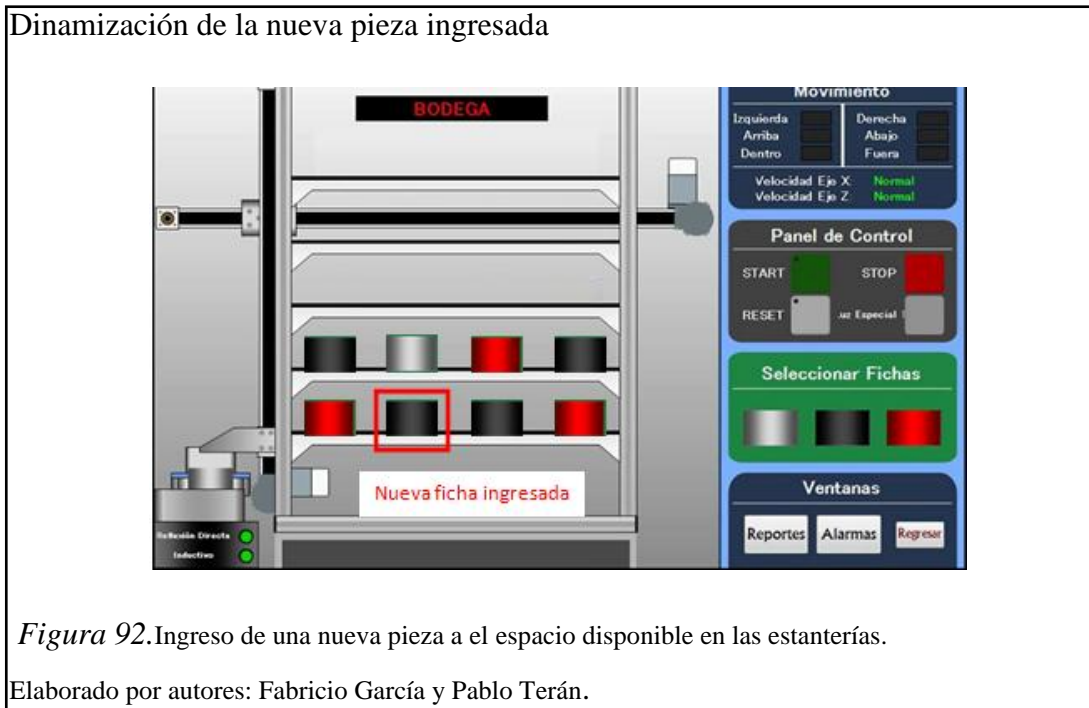 Dinamización de la nueva pieza ingresada
BODEGA
Movimiento
Izquierda
Derecha
Arriba
Abajo
Dentro
Fuera
Velocidad Eje X: Normal
Velocidad Eje Z: Normal
Panel de Control
START
STOP
RESET
Especial
Seleccionar Fichas
Nueva ficha ingresada
Ventanas
Reportes
Alarmas
Regresar
Reflexión Directa
Inductivo
Figura 92.Ingreso de una nueva pieza a el espacio disponible en las estanterías.
Elaborado por autores: Fabricio García y Pablo Terán.